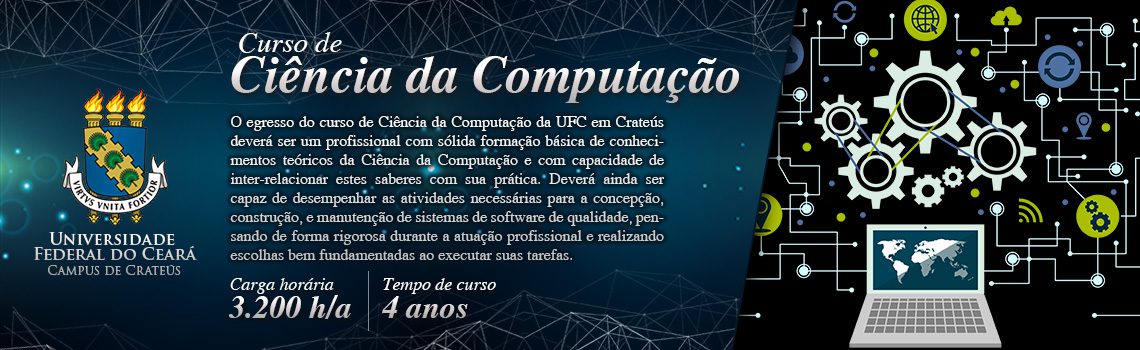 Curso de
Ciência da Computação
O egresso do curso de Ciência da Computação da UFC em Crateús
deverá ser um profissional com sólida formação básica de conheci-
mentos teóricos da Ciência da Computação e com capacidade de
inter-relacionar estes saberes com sua prática. Deverá ainda ser
capaz de desempenhar as atividades necessárias para a concepção,
construção, e manutenção de sistemas de software de qualidade, pen-
sando de forma rigorosa durante a atuação profissional e realizando
escolhas bem fundamentadas ao executar suas tarefas.
Carga horária
3.200 h/a
Tempo de curso
4 anos
VIRTVS VNITA FORTIOR
Universidade
Federal do Ceará
Campus de Crateús